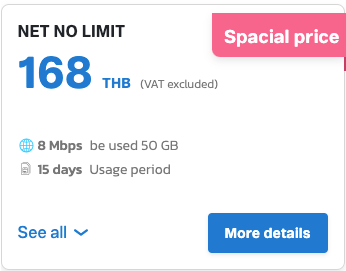 NET NO LIMIT
Spacial price
168 THB (VAT excluded)
8 Mbps be used 50 GB
15 days Usage period
See all
More details